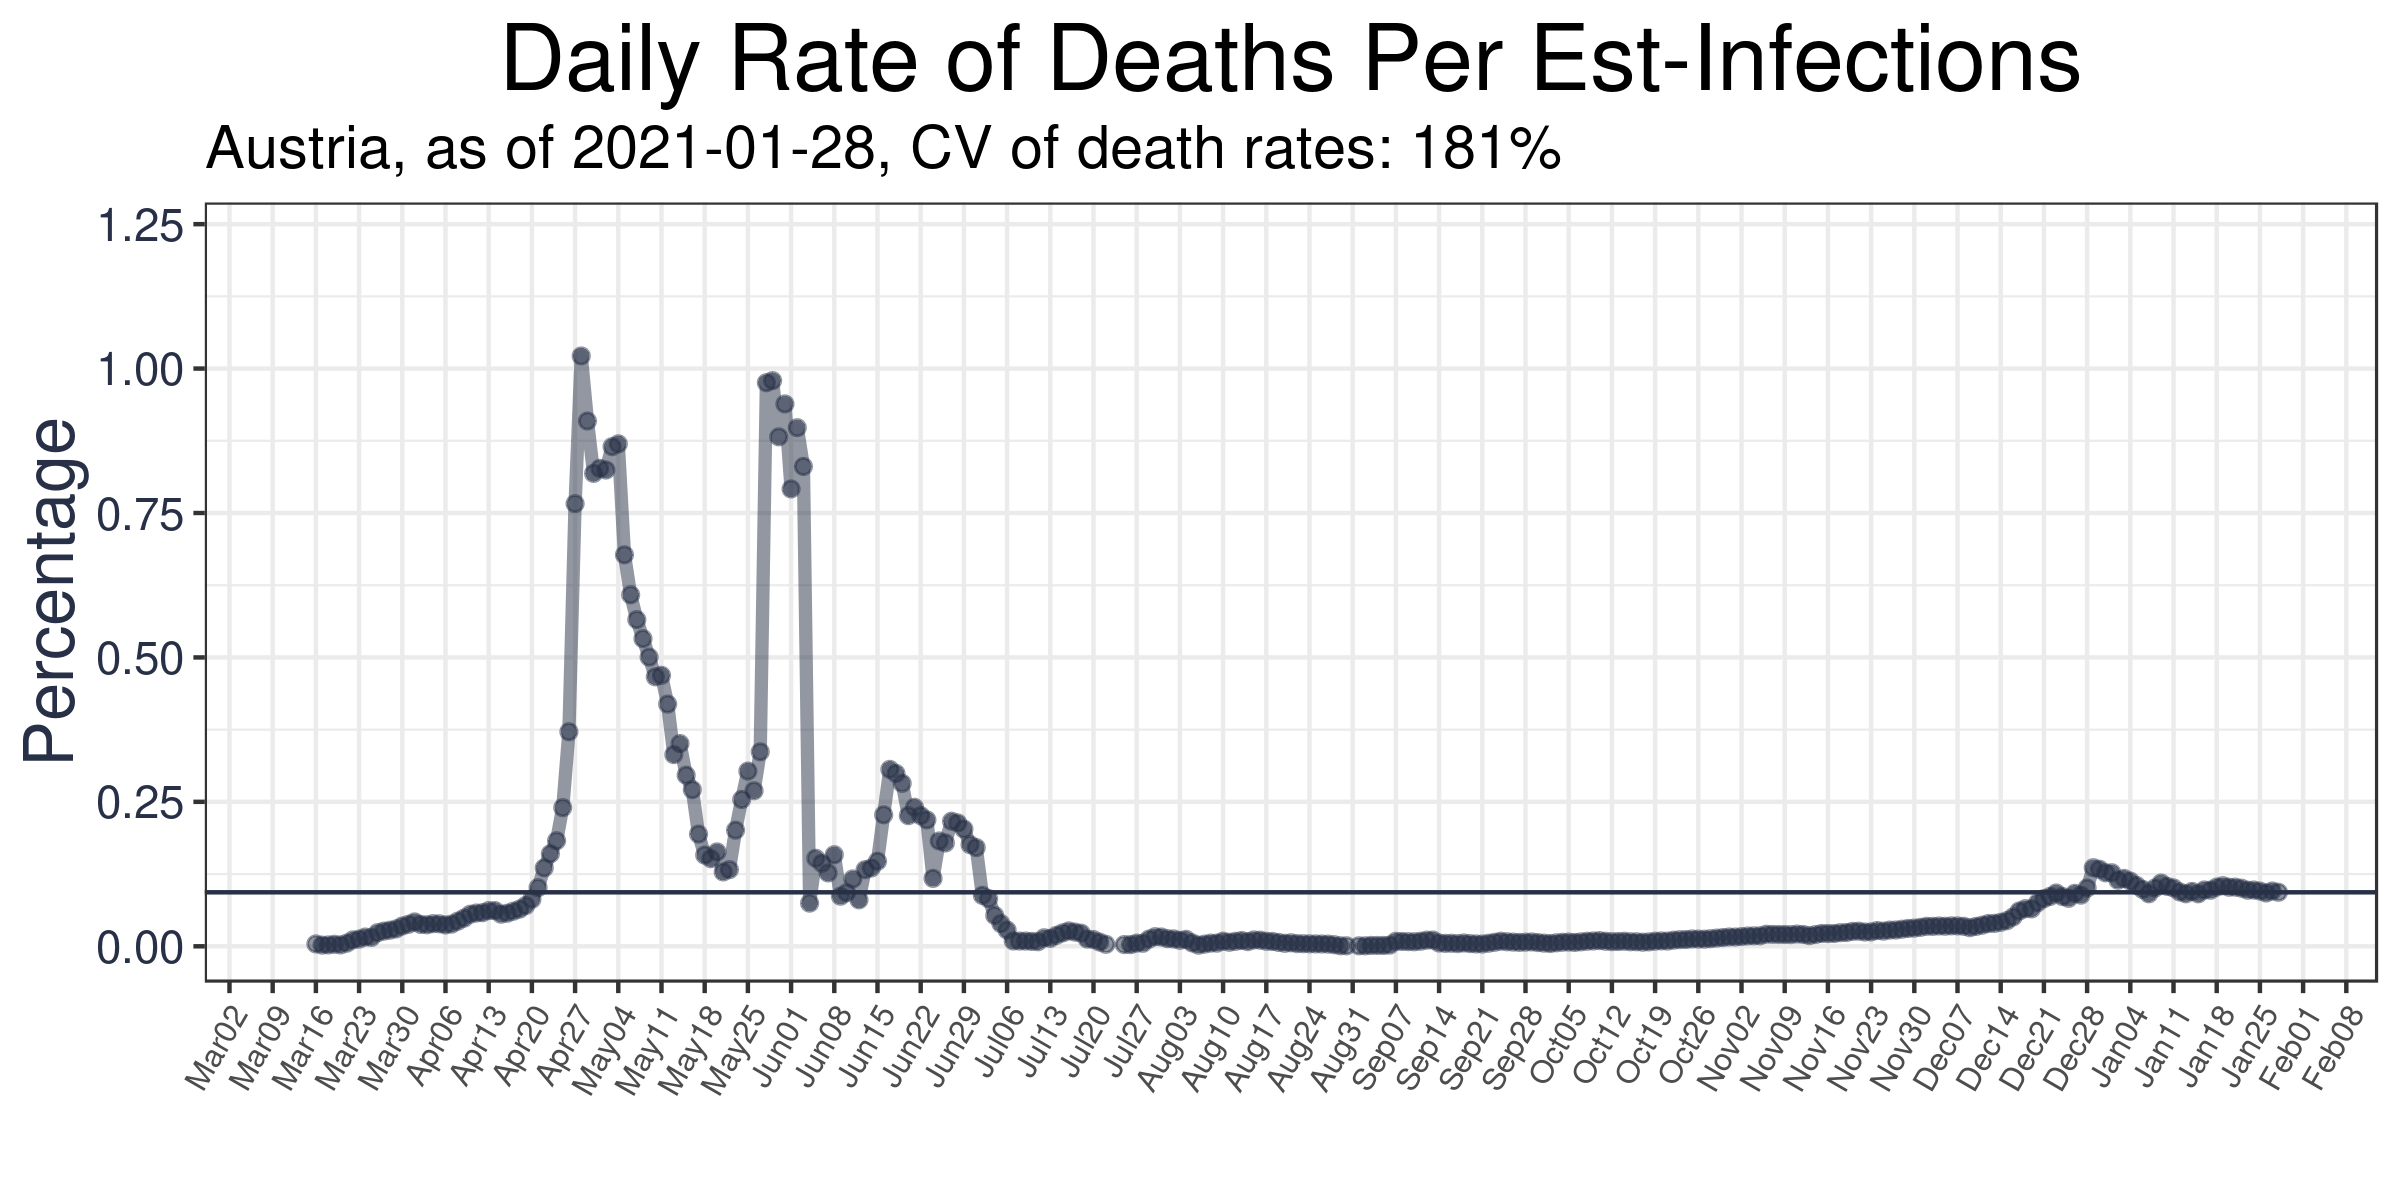 Daily Rate of Deaths Per Est-Infections
Austria, as of 2021-01-28, CV of death rates: 181%
Percentage
1.25
1.00
0.75
0.50
0.25
0.00
Mar02 Mar09 Mar16 Mar23 Mar30 Apr06 Apr13 Apr20 Apr27 May04 May11 May18 May25 Jun01 Jun08 Jun15 Jun22 Jun29 Jul06 Jul13 Jul20 Jul27 Aug03 Aug10 Aug17 Aug24 Aug31 Sep07 Sep14 Sep21 Sep28 Oct05 Oct12 Oct19 Oct26 Nov02 Nov09 Nov16 Nov23 Nov30 Dec07 Dec14 Dec21 Dec28 Jan04 Jan11 Jan18 Jan25 Feb01 Feb08